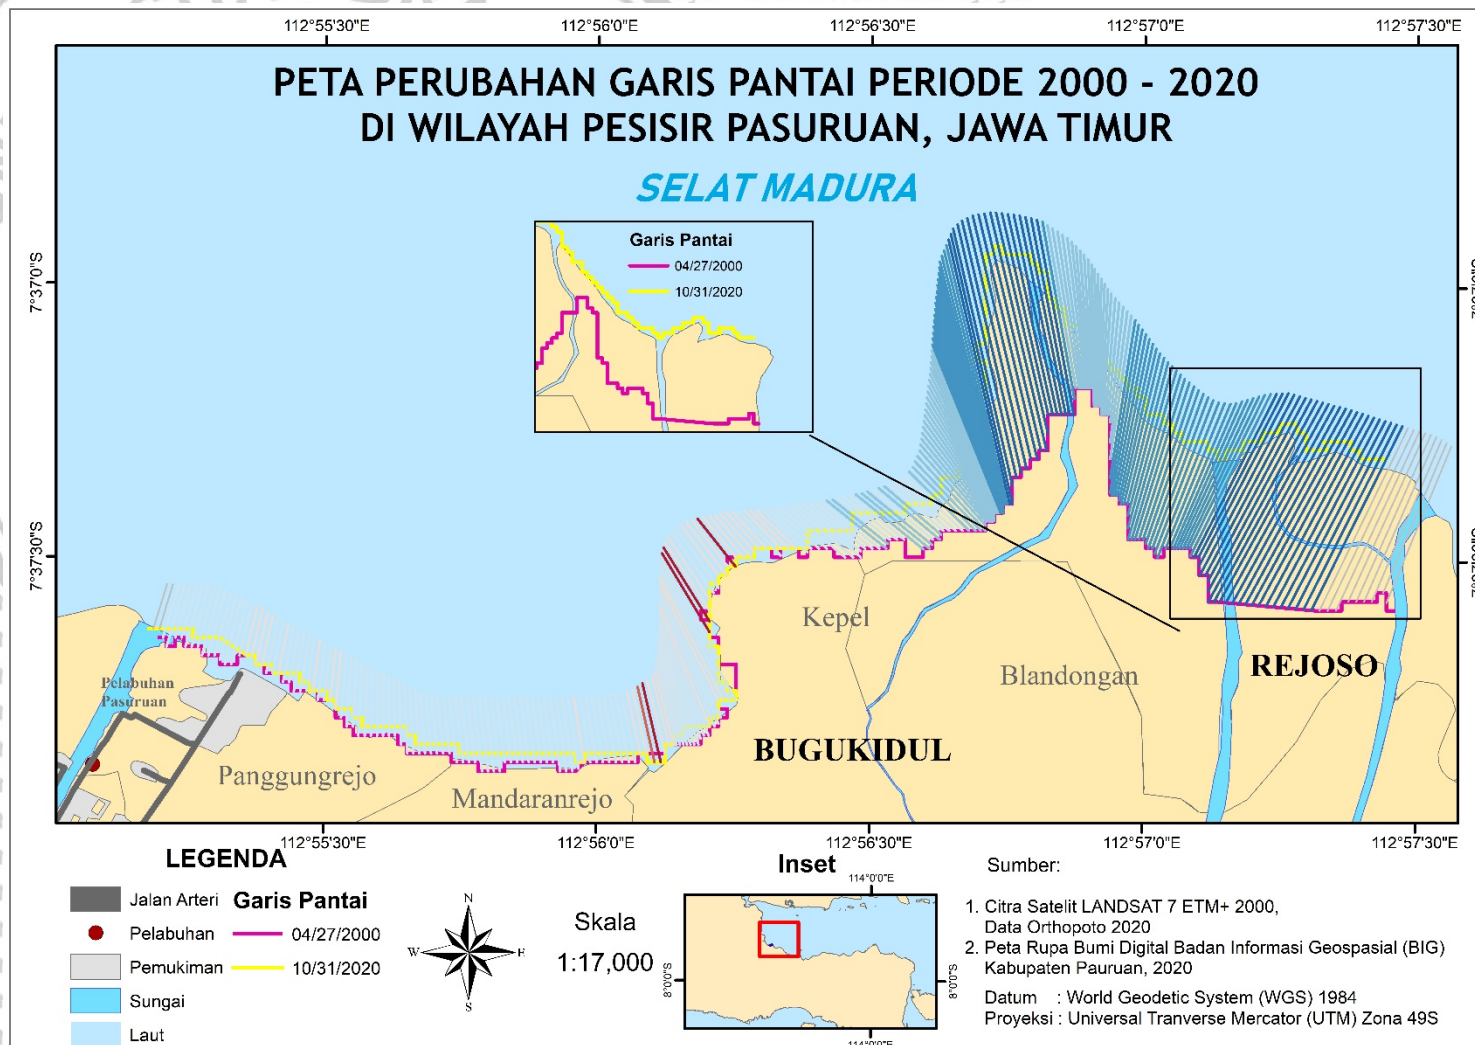 112°55'30"E 112°56'0"E 112°56'30"E 112°57'0"E 112°57'30"E
PETA PERUBAHAN GARIS PANTAI PERIODE 2000 - 2020
DI WILAYAH PESISIR PASURUAN, JAWA TIMUR
SELAT MADURA
Garis Pantai
04/27/2000
10/31/2020
7°37'0"S
7°37'30"S
Kepel
Blandongan
REJOSO
BUGUKIDUL
Pelabuhan
Pasuruan
Panggungrejo
Mandaranrejo
112°55'30"E 112°56'0"E 112°56'30"E 112°57'0"E 112°57'30"E
LEGENDA
Jalan Arteri
Pelabuhan
Pemukiman
Sungai
Laut
Garis Pantai
04/27/2000
10/31/2020
N
W E
S
Skala
1:17,000
Inset
114°0'0"E
8°0'0"S
8°0'0"S
114°0'0"E
Sumber:
1. Citra Satelit LANDSAT 7 ETM+ 2000,
Data Orthopoto 2020
2. Peta Rupa Bumi Digital Badan Informasi Geospasial (BIG)
Kabupaten Pauruan, 2020
Datum : World Geodetic System (WGS) 1984
Proyeksi : Universal Tranverse Mercator (UTM) Zona 49S